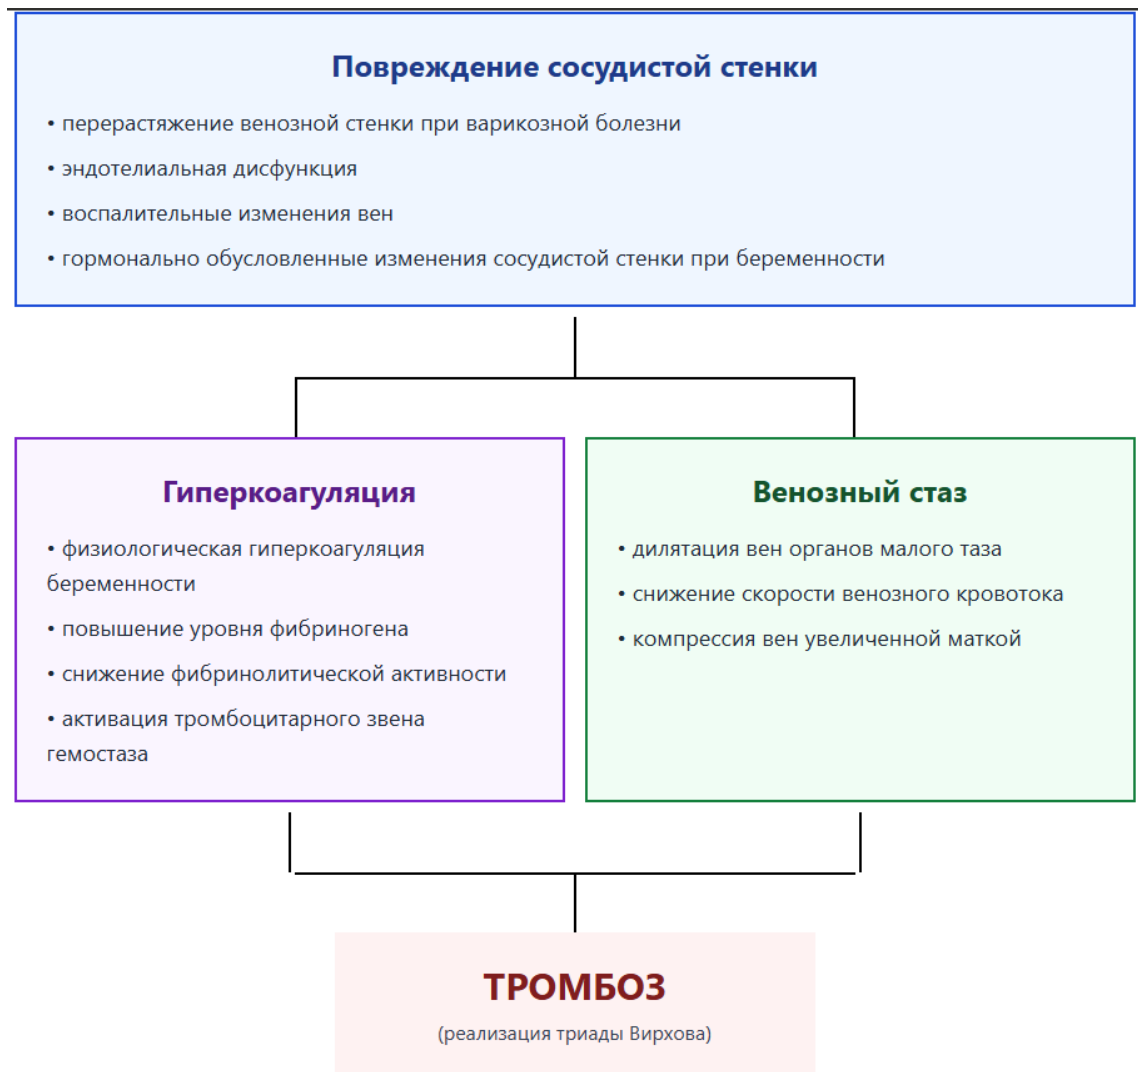 Повреждение сосудистой стенки
• перерастяжение венозной стенки при варикозной болезни
• эндотелиальная дисфункция
• воспалительные изменения вен
• гормонально обусловленные изменения сосудистой стенки при беременности
Гиперкоагуляция
• физиологическая гиперкоагуляция
беременности
• повышение уровня фибриногена
• снижение фибринолитической активности
• активация тромбоцитарного звена
гемостаза
Венозный стаз
• дилятация вен органов малого таза
• снижение скорости венозного кровотока
• компрессия вен увеличенной маткой
ТРОМБОЗ
(реализация триады Вирхова)